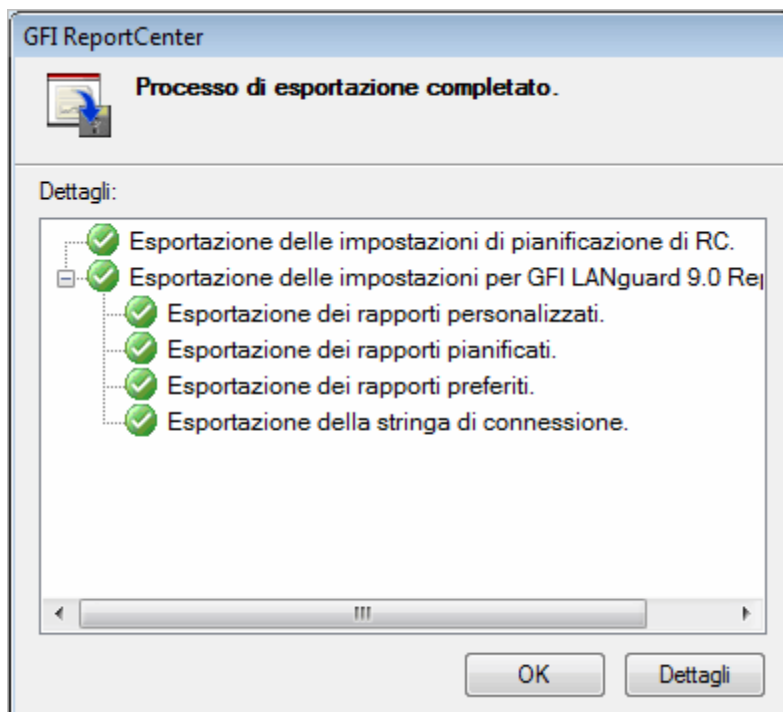 GFI ReportCenter
Processo di esportazione completato.
Dettagli:
Esportazione delle impostazioni di pianificazione di RC.
Esportazione delle impostazioni per GFI LANguard 9.0
Esportazione dei rapporti personalizzati.
Esportazione dei rapporti pianificati.
Esportazione dei rapporti preferiti.
Esportazione della stringa di connessione.
OK
Dettagli